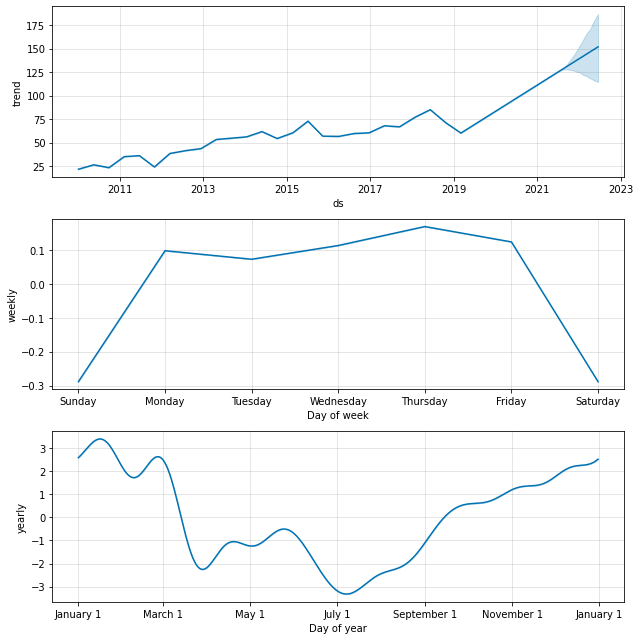 175
150
125
100
75
50
25
trend
2011 2013 2015 2017 2019 2021 2023
ds
0.1
0.0
−0.1
−0.2
−0.3
weekly
Sunday Monday Tuesday Wednesday Thursday Friday Saturday
Day of week
3
2
1
0
−1
−2
−3
yearly
January 1 March 1 May 1 July 1 September 1 November 1 January 1
Day of year